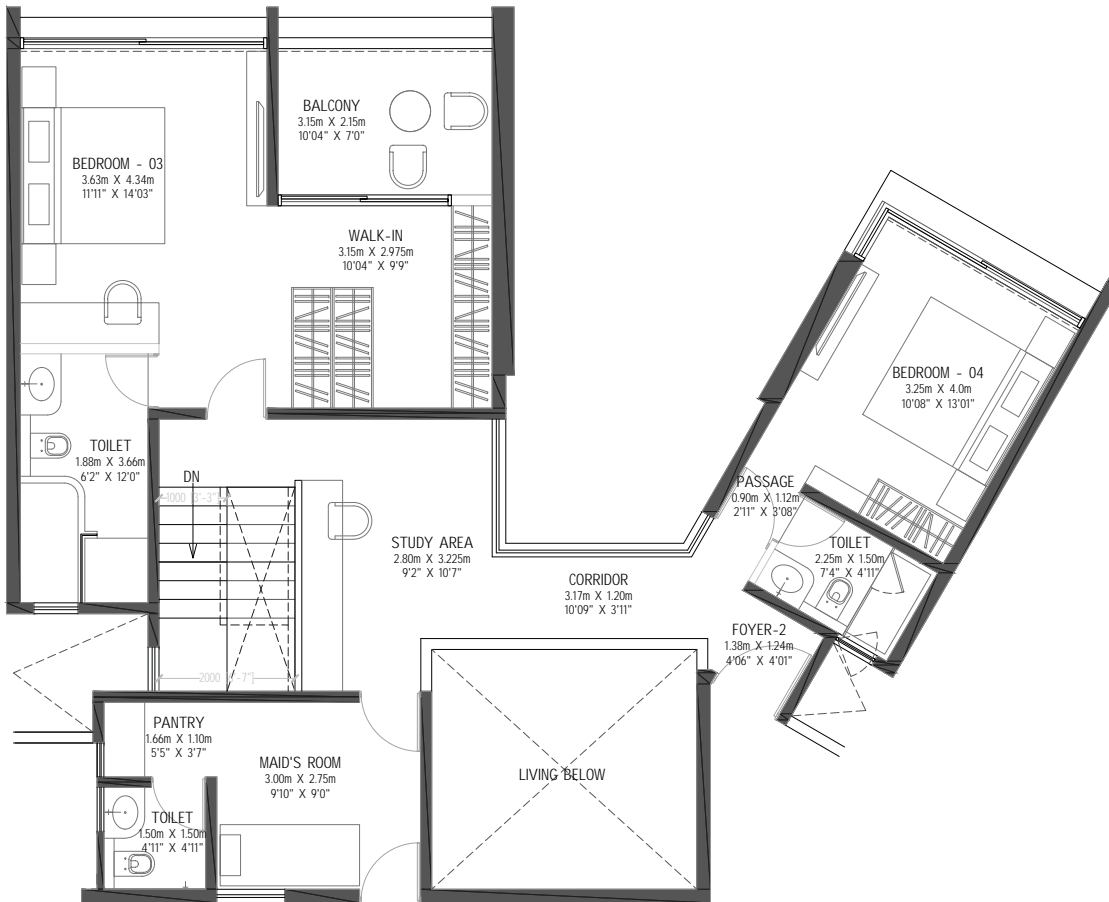 BALCONY
3.15m X 2.15m
10'04" X 7'0"
BEDROOM - 03
3.63m X 4.34m
11'11" X 14'03"
WALK-IN
3.15m X 2.975m
10'04" X 9'9"
BEDROOM - 04
3.25m X 4.0m
10'08" X 13'01"
TOILET
1.88m X 3.66m
6'2" X 12'0"
DN
1000 [3'-3"]
PASSAGE
0.90m X 1.12m
2'11" X 3'08"
STUDY AREA
2.80m X 3.225m
9'2" X 10'7"
TOILET
2.25m X 1.50m
7'4" X 4'11"
CORRIDOR
3.17m X 1.20m
10'09" X 3'11"
FOYER-2
1.38m X 1.24m
4'06" X 4'01"
2000
PANTRY
1.66m X 1.10m
5'5" X 3'7"
MAID'S ROOM
3.00m X 2.75m
9'10" X 9'0"
LIVING BELOW
TOILET
1.50m X 1.50m
4'11" X 4'11"